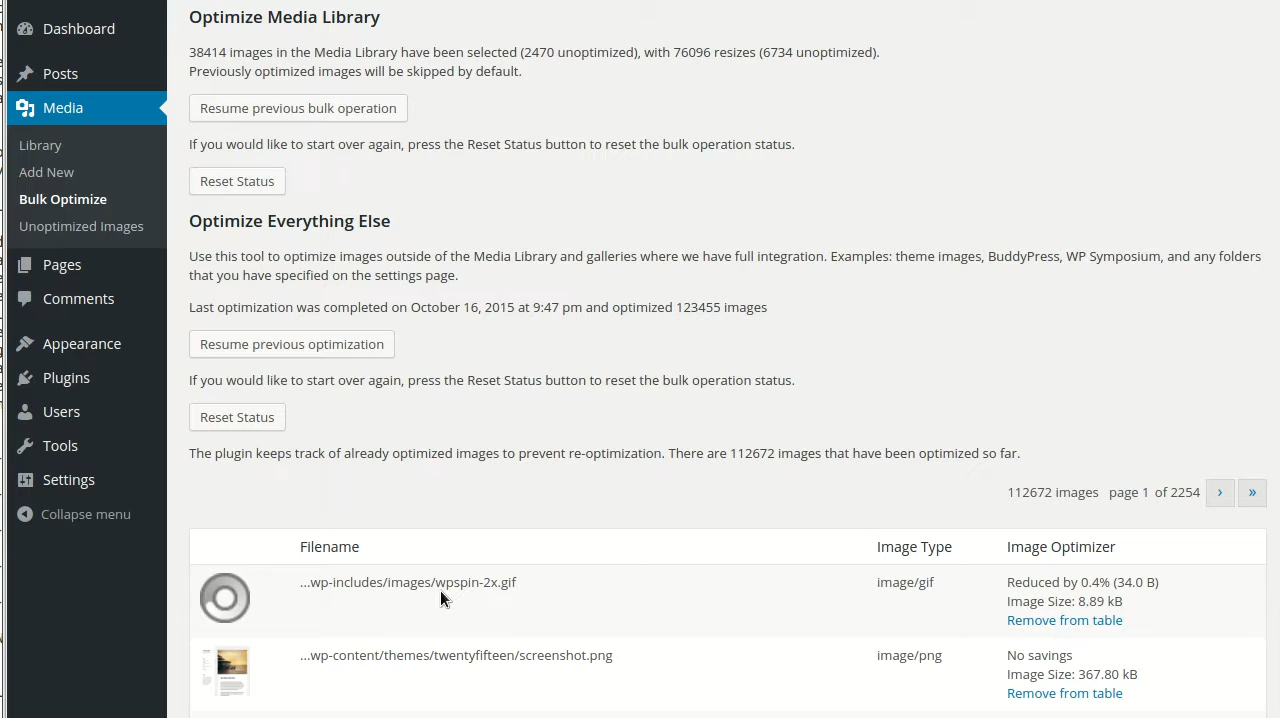 Dashboard
Posts
Media
Library
Add New
Bulk Optimize
Unoptimized Images
Pages
Comments
Appearance
Plugins
Users
Tools
Settings
Collapse menu
Optimize Media Library
38414 images in the Media Library have been selected (2470 unoptimized), with 76096 resizes (6734 unoptimized).
Previously optimized images will be skipped by default.
Resume previous bulk operation
If you would like to start over again, press the Reset Status button to reset the bulk operation status.
Reset Status
Optimize Everything Else
Use this tool to optimize images outside of the Media Library and galleries where we have full integration. Examples: theme images, BuddyPress, WP Symposium, and any folders
that you have specified on the settings page.
Last optimization was completed on October 16, 2015 at 9:47 pm and optimized 123455 images
Resume previous optimization
If you would like to start over again, press the Reset Status button to reset the bulk operation status.
Reset Status
The plugin keeps track of already optimized images to prevent re-optimization. There are 112672 images that have been optimized so far.
112672 images page 1 of 2254 › »
Filename Image Type Image Optimizer
...wp-includes/images/wpspin-2x.gif image/gif Reduced by 0.4% (34.0 B)
Image Size: 8.89 kB
Remove from table
...wp-content/themes/twentyfifteen/screenshot.png image/png No savings
Image Size: 367.80 kB
Remove from table